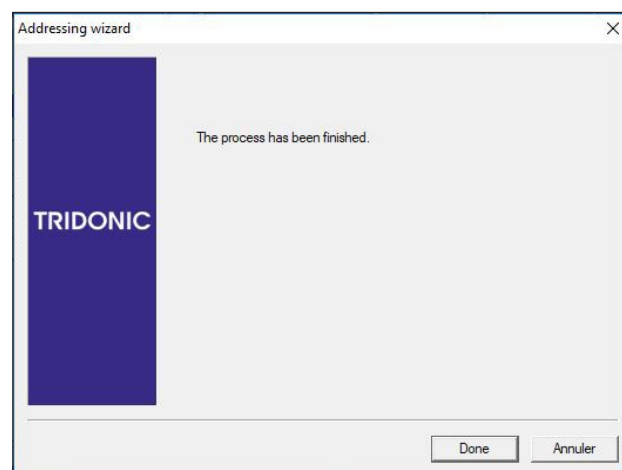 Addressing wizard
The process has been finished.
TRIDONIC
Done
Annuler